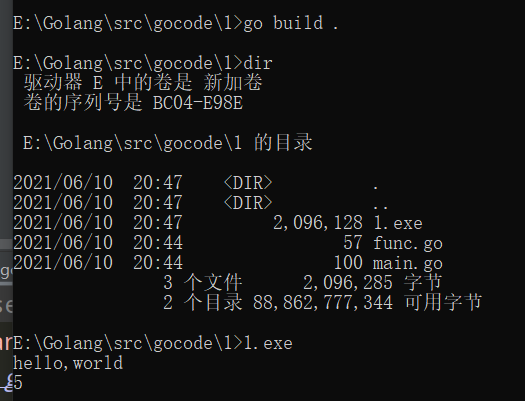 E:\Golang\src\gocode\1>go build .
E:\Golang\src\gocode\1>dir
驱动器 E 中的卷是 新加卷
卷的序列号是 BC04-E98E
E:\Golang\src\gocode\1 的目录
2021/06/10  20:47    <DIR>          .
2021/06/10  20:47    <DIR>          ..
2021/06/10  20:47         2,096,128 1.exe
2021/06/10  20:44                57 func.go
2021/06/10  20:44               100 main.go
3 个文件      2,096,285 字节
2 个目录 88,862,777,344 可用字节
E:\Golang\src\gocode\1>1.exe
hello,world
5